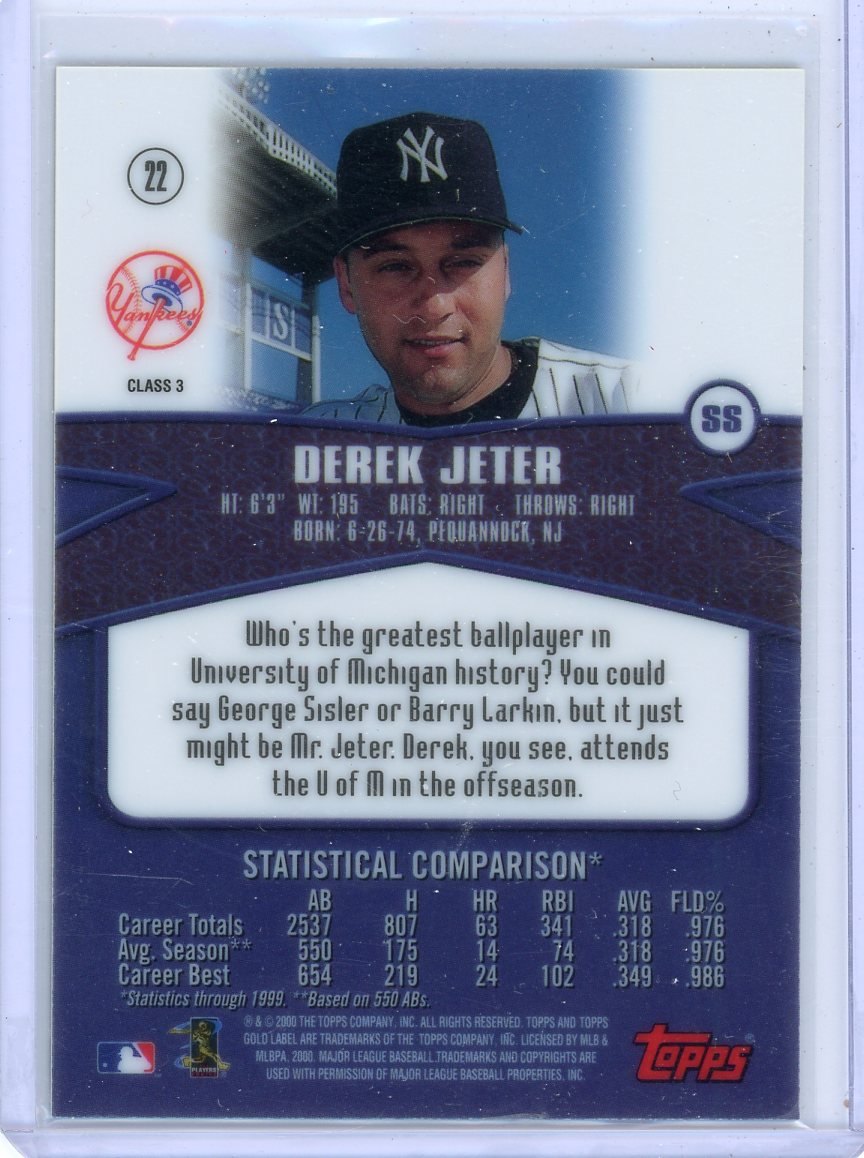 22
NY
Yankees
S
CLASS 3
SS
DEREK JETER
HT: 6'3" WT: 195 BATS: RIGHT THROWS: RIGHT
BORN: 6-26-74, PEQUANNOCK, NJ
Who's the greatest ballplayer in
University of Michigan history? You could
say George Sisler or Barry Larkin, but it just
might be Mr. Jeter. Derek, you see, attends
the U of M in the offseason.
STATISTICAL COMPARISON*
AB H HR RBI AVG FLD%
Career Totals 2537 807 63 341 .318 .976
Avg. Season** 550 175 14 74 .318 .976
Career Best 654 219 24 102 .349 .986
*Statistics through 1999. **Based on 550 ABs.
® & © 2000 THE TOPPS COMPANY, INC. ALL RIGHTS RESERVED. TOPPS AND TOPPS
GOLD LABEL ARE TRADEMARKS OF THE TOPPS COMPANY, INC. LICENSED BY MLB &
MLBPA, 2000. MAJOR LEAGUE BASEBALL TRADEMARKS AND COPYRIGHTS ARE
USED WITH PERMISSION OF MAJOR LEAGUE BASEBALL PROPERTIES, INC.
PLAYERS
TOPPS®